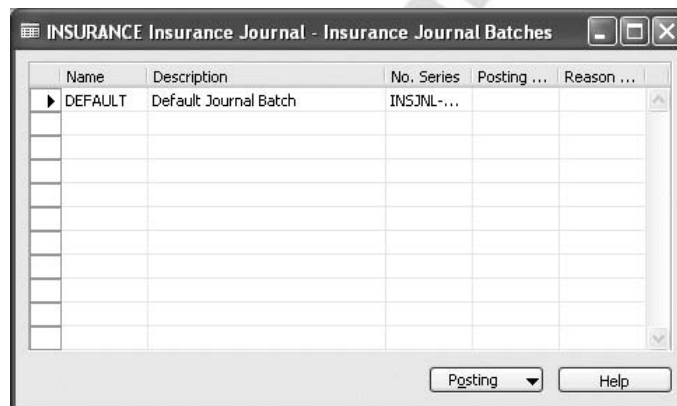 INSURANCE Insurance Journal - Insurance Journal Batches
Name Description No. Series Posting ... Reason ...
DEFAULT Default Journal Batch INSJNL-...
Posting Help